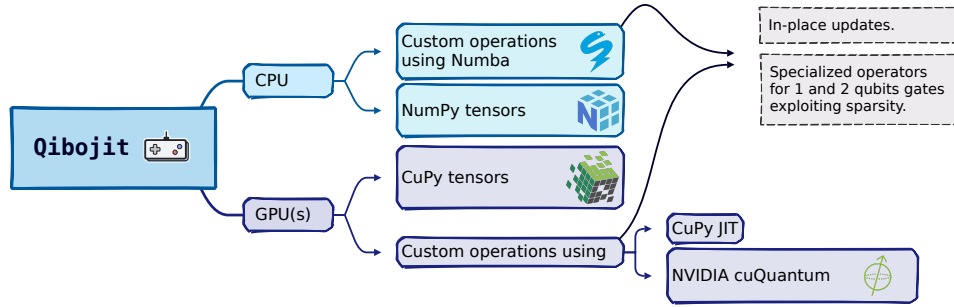 Qibojit
CPU
Custom operations
using Numba
NumPy tensors
In-place updates.
Specialized operators
for 1 and 2 qubits gates
exploiting sparsity.
GPU(s)
CuPy tensors
Custom operations using
CuPy JIT
NVIDIA cuQuantum